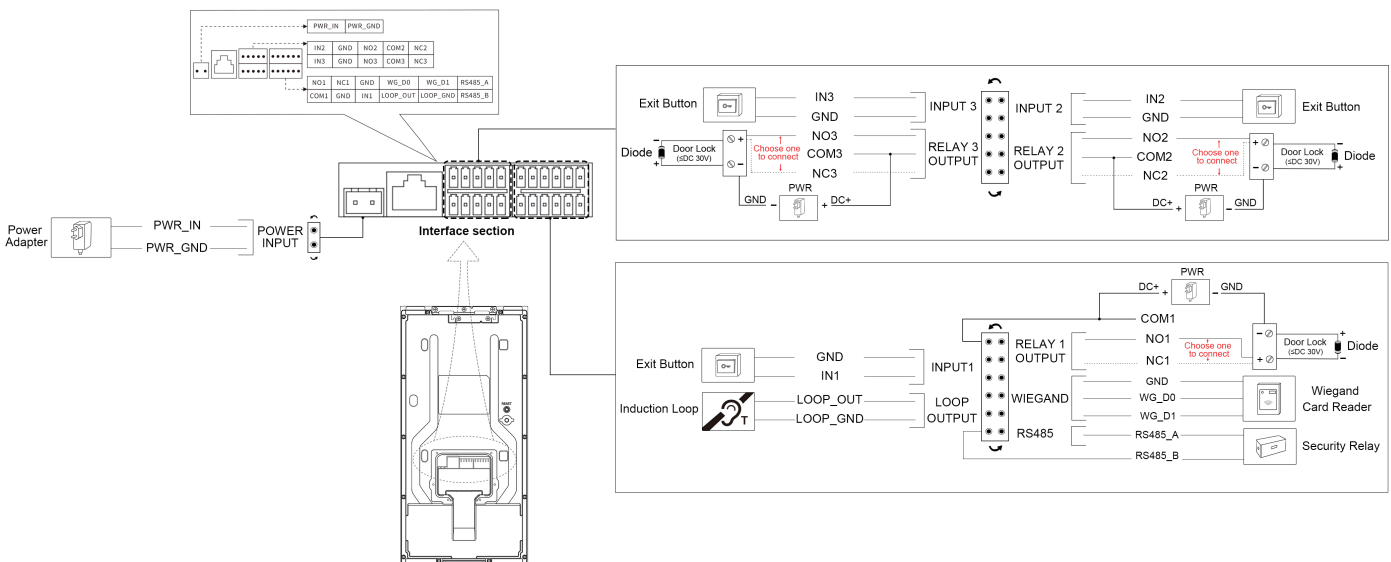 PWR_IN PWR_GND
IN2 GND NO2 COM2 NC2
IN3 GND NO3 COM3 NC3
NO1 NC1 GND WG_D0 WG_D1 RS485_A
COM1 GND IN1 LOOP_OUT LOOP_GND RS485_B
Power
Adapter
PWR_IN
PWR_GND
POWER
INPUT
Interface section
RESET
Exit Button
IN3
GND
INPUT 3
Diode
- +
+ -
Door Lock
(≤DC 30V)
Choose one
to connect
NO3
COM3
NC3
RELAY 3
OUTPUT
GND - PWR + DC+
INPUT 2
IN2
GND
Exit Button
RELAY 2
OUTPUT
NO2
COM2
NC2
Choose one
to connect
+ -
Door Lock
(≤DC 30V)
- +
Diode
DC+ + PWR - GND
Exit Button
GND
IN1
INPUT1
Induction Loop
T
LOOP_OUT
LOOP_GND
LOOP
OUTPUT
PWR
DC+ + - GND
COM1
RELAY 1
OUTPUT
NO1
NC1
Choose one
to connect
- +
Door Lock
(≤DC 30V)
+ -
Diode
WIEGAND
GND
WG_D0
WG_D1
Wiegand
Card Reader
RS485
RS485_A
RS485_B
Security Relay